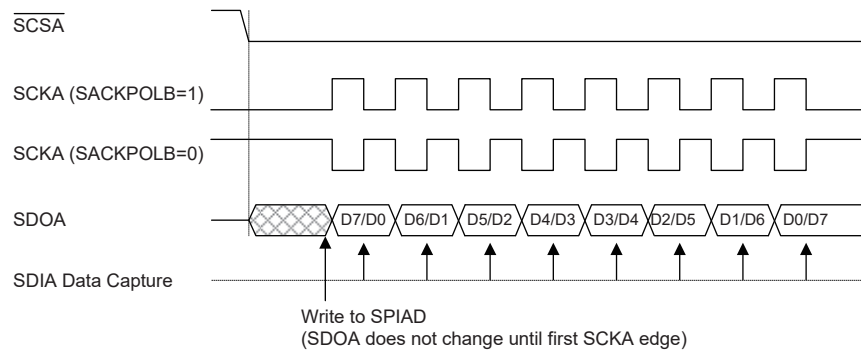 SCSA
SCKA (SACKPOLB=1)
SCKA (SACKPOLB=0)
SDOA
D7/D0 D6/D1 D5/D2 D4/D3 D3/D4 D2/D5 D1/D6 D0/D7
SDIA Data Capture
Write to SPIAD
(SDOA does not change until first SCKA edge)